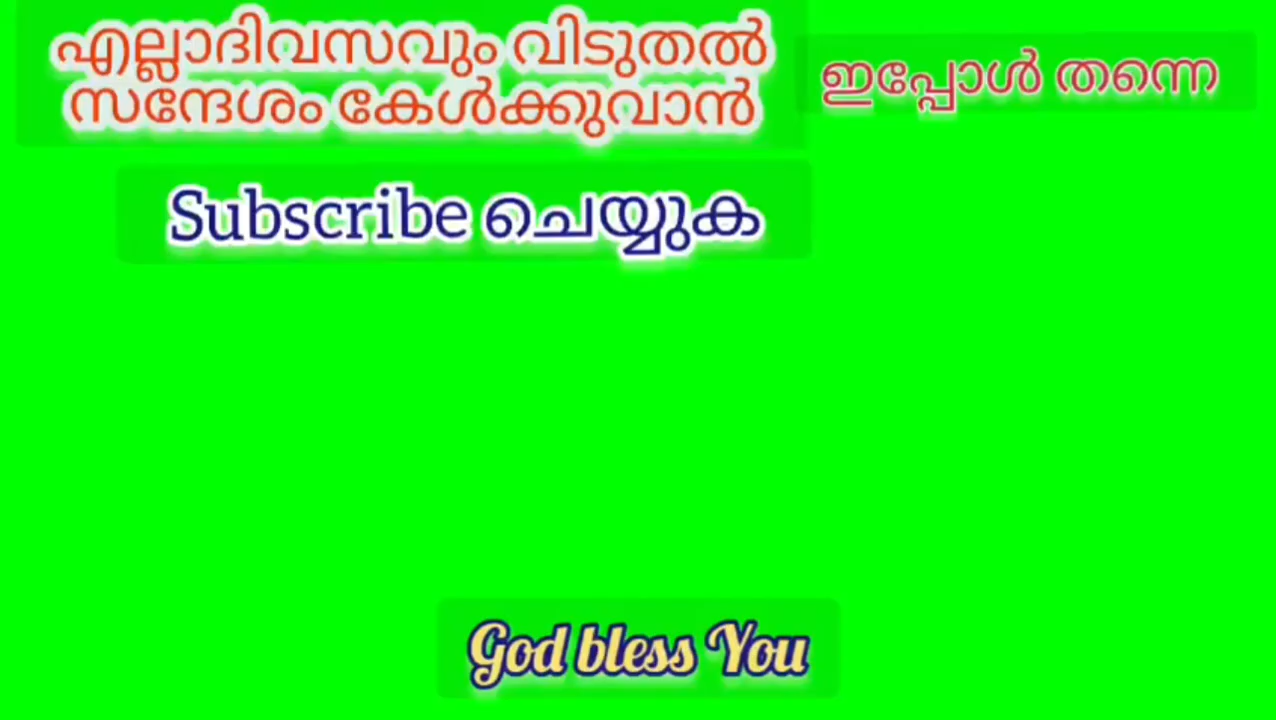 എല്ലാദിവസവും വിടുതൽ
സന്ദേശം കേൾക്കുവാൻ
ഇപ്പോൾ തന്നെ
Subscribe ചെയ്യുക
God bless You